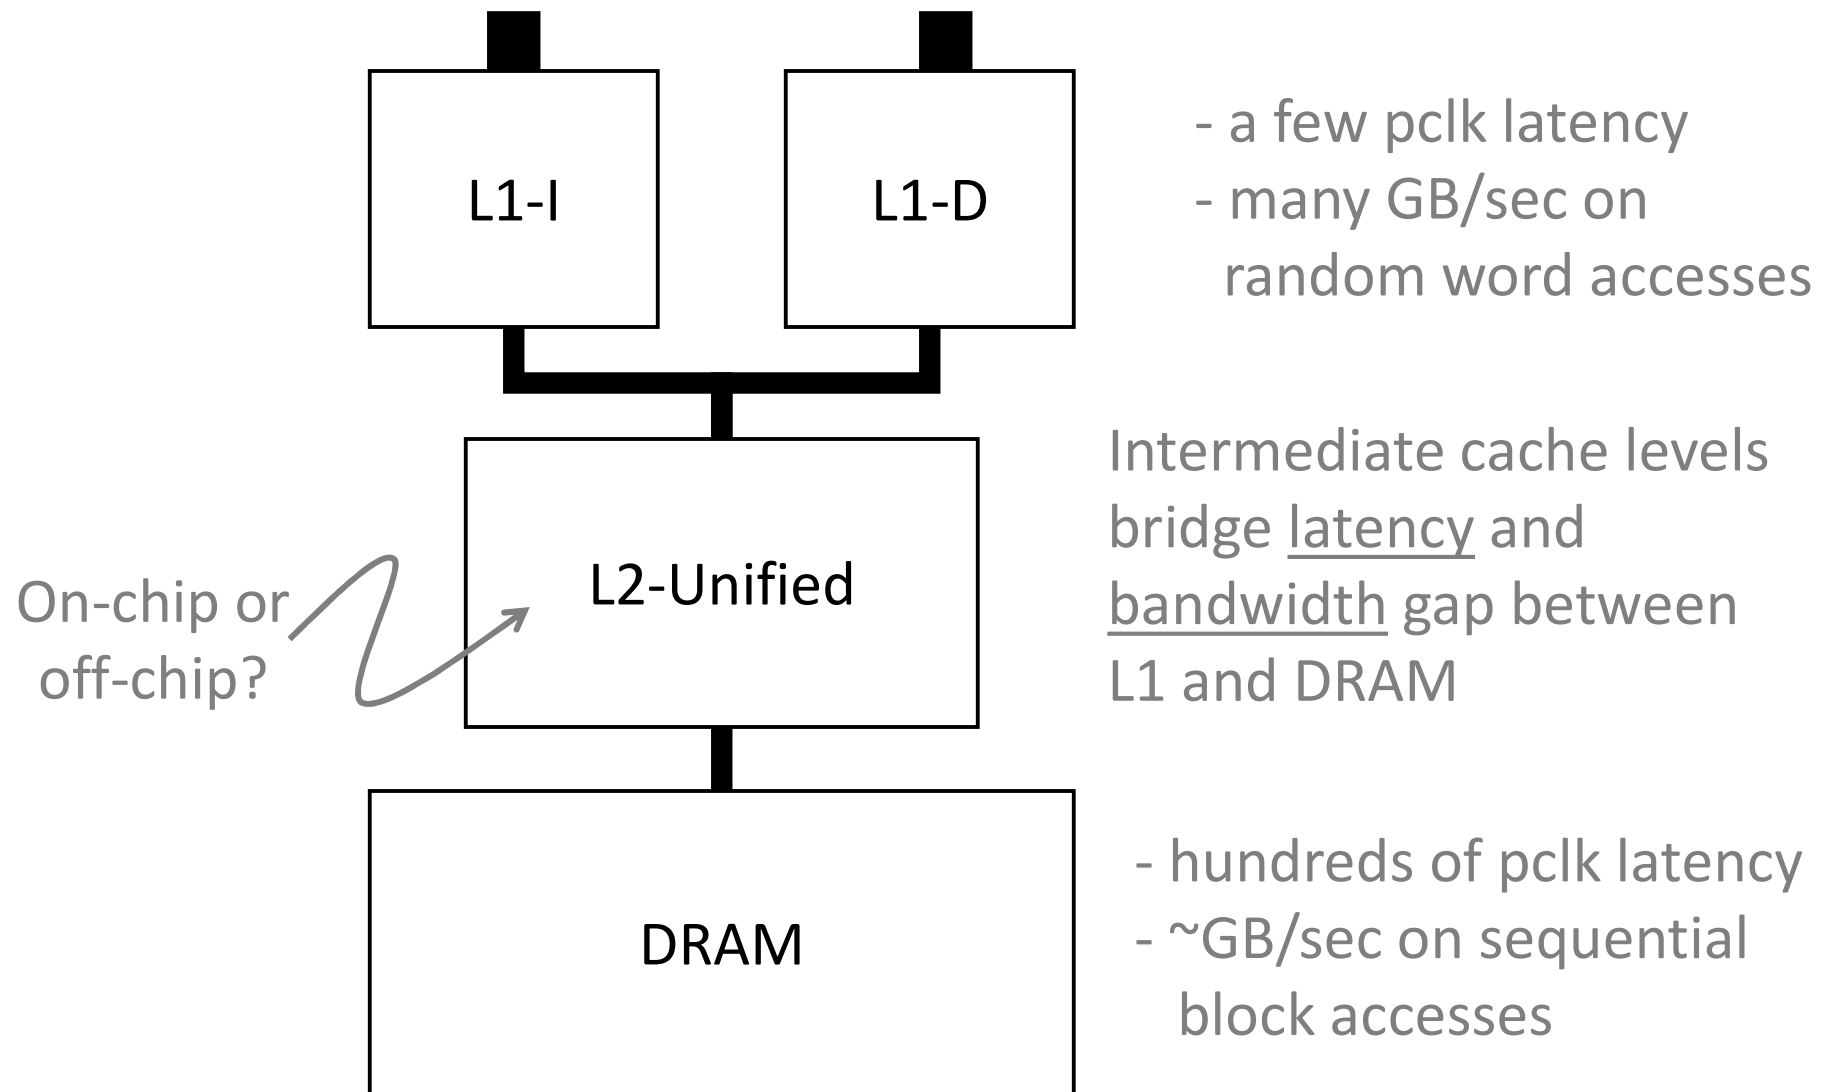 L1-I
L1-D
- a few pclk latency
- many GB/sec on
random word accesses
On-chip or
off-chip?
L2-Unified
Intermediate cache levels
bridge latency and
bandwidth gap between
L1 and DRAM
DRAM
- hundreds of pclk latency
- ~GB/sec on sequential
block accesses